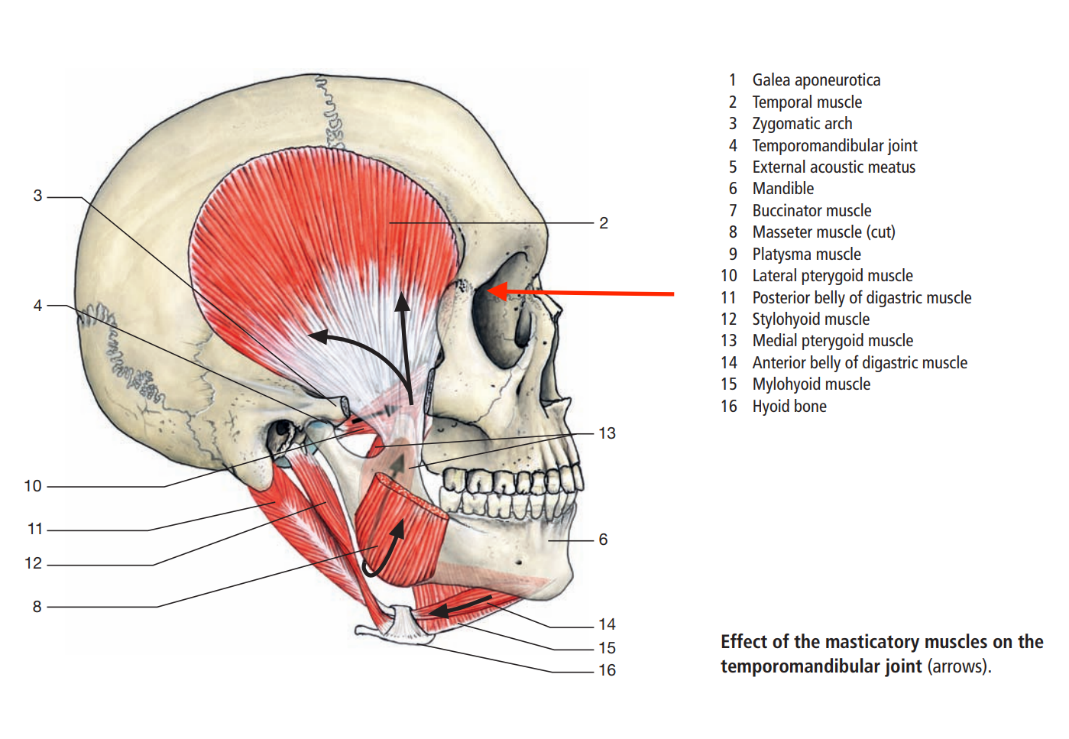 1 Galea aponeurotica
2 Temporal muscle
3 Zygomatic arch
4 Temporomandibular joint
5 External acoustic meatus
6 Mandible
7 Buccinator muscle
8 Masseter muscle (cut)
9 Platysma muscle
10 Lateral pterygoid muscle
11 Posterior belly of digastric muscle
12 Stylohyoid muscle
13 Medial pterygoid muscle
14 Anterior belly of digastric muscle
15 Mylohyoid muscle
16 Hyoid bone
3
2
4
13
10
11
6
12
8
14
15
16
Effect of the masticatory muscles on the
temporomandibular joint (arrows).